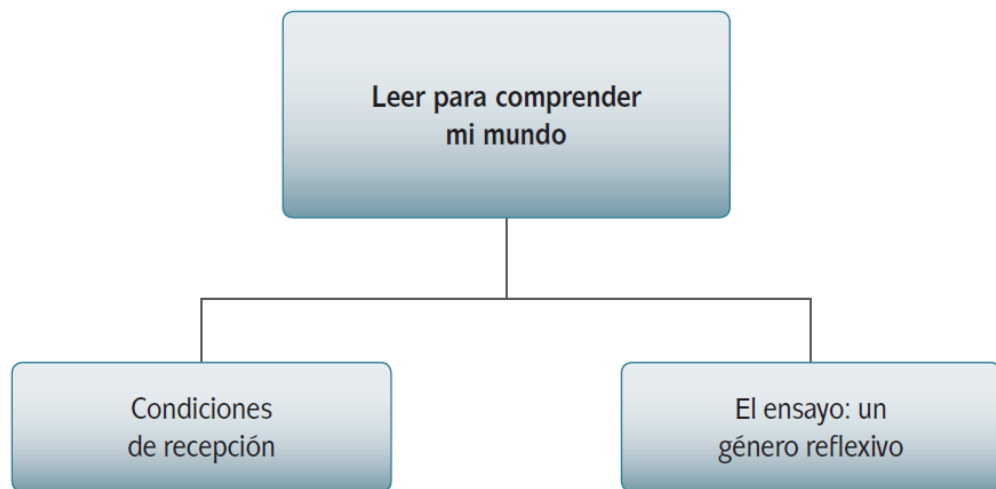 Leer para comprender
mi mundo
Condiciones
de recepción
El ensayo: un
género reflexivo